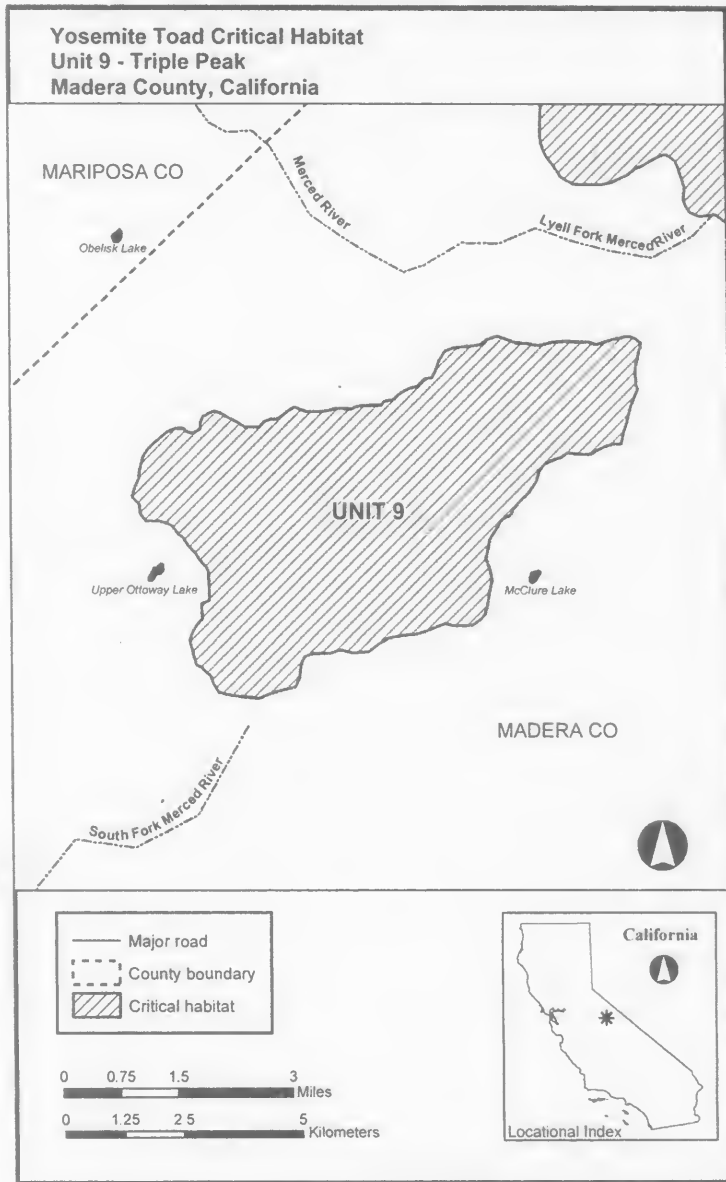 Yosemite Toad Critical Habitat
Unit 9 - Triple Peak
Madera County, California
MARIPOSA CO
Merced River
Obelisk Lake
Lyell Fork Merced River
UNIT 9
Upper Ottoway Lake
McClure Lake
MADERA CO
South Fork Merced River
Major road
County boundary
Critical habitat
0 0.75 1.5 3
Miles
0 1.25 2 5 5
Kilometers
California
Locational Index